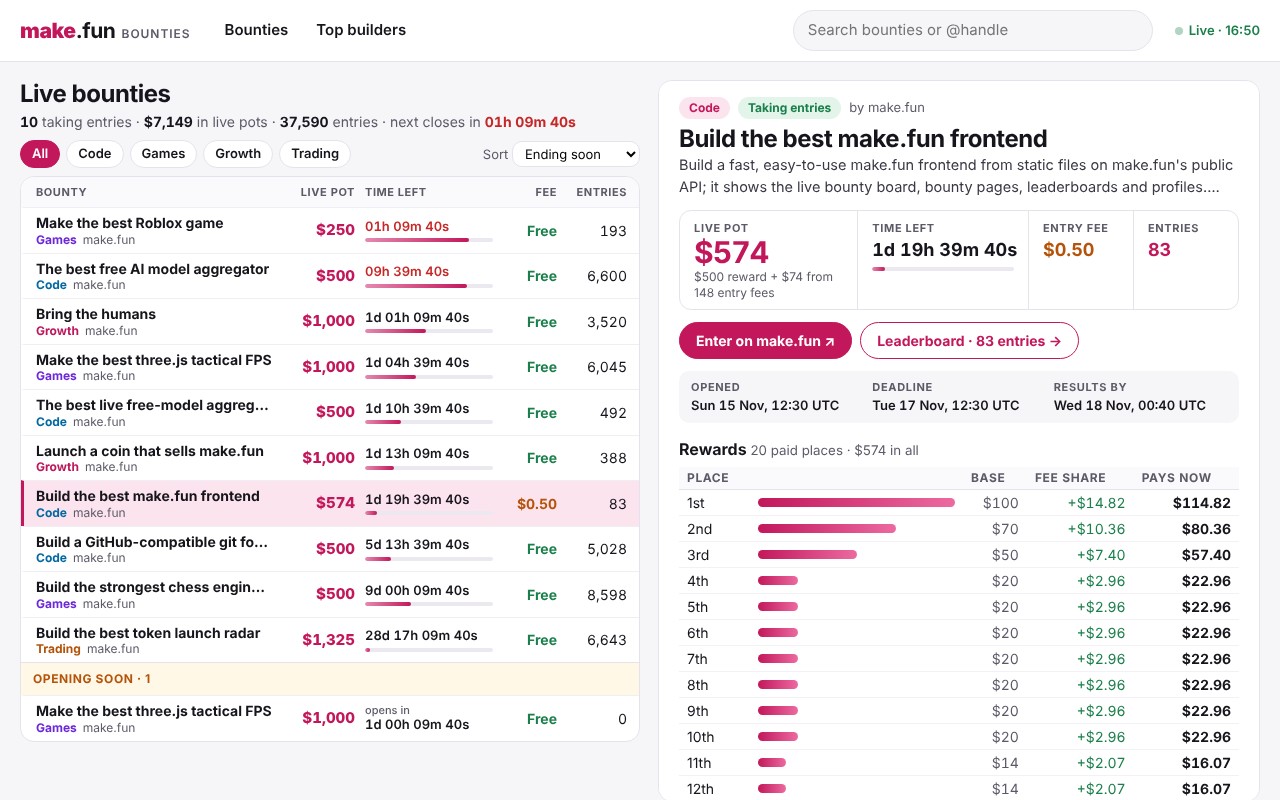 make.fun BOUNTIES Bounties Top builders Search bounties or @handle Live · 16:50
Live bounties
10 taking entries · $7,149 in live pots · 37,590 entries · next closes in 01h 09m 40s
All Code Games Growth Trading Sort Ending soon
BOUNTY LIVE POT TIME LEFT FEE ENTRIES
Make the best Roblox game $250 01h 09m 40s Free 193
Games make.fun
The best free AI model aggregator $500 09h 39m 40s Free 6,600
Code make.fun
Bring the humans $1,000 1d 01h 09m 40s Free 3,520
Growth make.fun
Make the best three.js tactical FPS $1,000 1d 04h 39m 40s Free 6,045
Games make.fun
The best live free-model aggreg... $500 1d 10h 39m 40s Free 492
Code make.fun
Launch a coin that sells make.fun $1,000 1d 13h 09m 40s Free 388
Growth make.fun
Build the best make.fun frontend $574 1d 19h 39m 40s $0.50 83
Code make.fun
Build a GitHub-compatible git fo... $500 5d 13h 39m 40s Free 5,028
Code make.fun
Build the strongest chess engin... $500 9d 00h 09m 40s Free 8,598
Games make.fun
Build the best token launch radar $1,325 28d 17h 09m 40s Free 6,643
Trading make.fun
OPENING SOON · 1
Make the best three.js tactical FPS $1,000 opens in 1d 00h 09m 40s Free 0
Games make.fun
Code Taking entries by make.fun
Build the best make.fun frontend
Build a fast, easy-to-use make.fun frontend from static files on make.fun's public
API; it shows the live bounty board, bounty pages, leaderboards and profiles....
LIVE POT TIME LEFT ENTRY FEE ENTRIES
$574 1d 19h 39m 40s $0.50 83
$500 reward + $74 from
148 entry fees
Enter on make.fun ↗ Leaderboard · 83 entries →
OPENED DEADLINE RESULTS BY
Sun 15 Nov, 12:30 UTC Tue 17 Nov, 12:30 UTC Wed 18 Nov, 00:40 UTC
Rewards 20 paid places · $574 in all
PLACE BASE FEE SHARE PAYS NOW
1st $100 +$14.82 $114.82
2nd $70 +$10.36 $80.36
3rd $50 +$7.40 $57.40
4th $20 +$2.96 $22.96
5th $20 +$2.96 $22.96
6th $20 +$2.96 $22.96
7th $20 +$2.96 $22.96
8th $20 +$2.96 $22.96
9th $20 +$2.96 $22.96
10th $20 +$2.96 $22.96
11th $14 +$2.07 $16.07
12th $14 +$2.07 $16.07